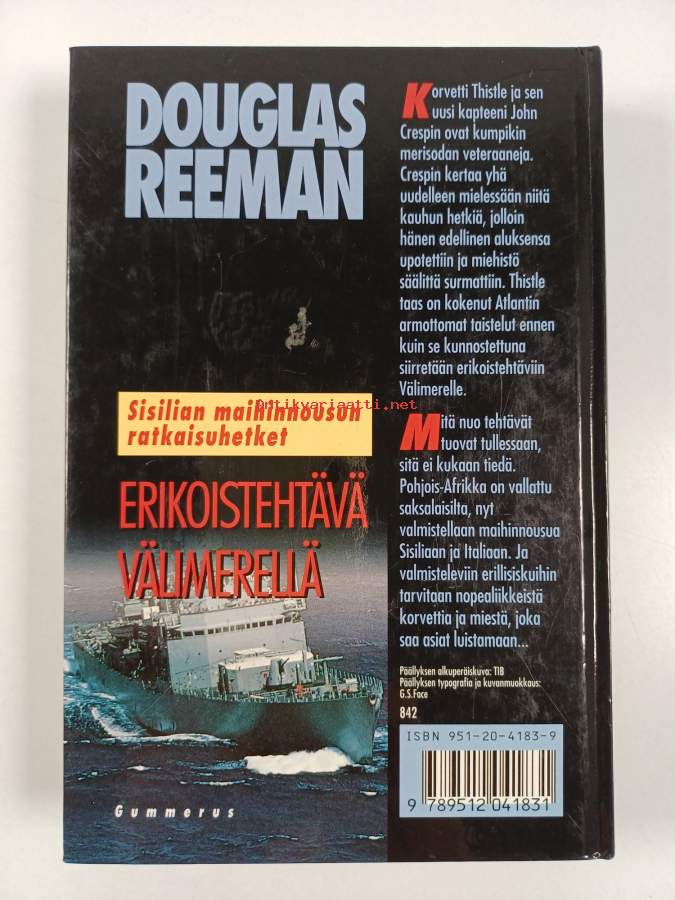 DOUGLAS
REEMAN
Sisilian maihinnousun
ratkaisuhetket
Antikvariaatti.net
ERIKOISTEHTÄVÄ
VÄLIMERELLÄ
Gummerus
Korvetti Thistle ja sen
uusi kapteeni John
Crespin ovat kumpikin
merisodan veteraaneja.
Crespin kertaa yhä
uudelleen mielessään niitä
kauhun hetkiä, jolloin
hänen edellinen aluksensa
upotettiin ja miehistö
säälittä surmattiin. Thistle
taas on kokenut Atlantin
armottomat taistelut ennen
kuin se kunnostettuna
siirretään erikoistehtäviin
Välimerelle.
Mitä nuo tehtävät
tuovat tullessaan,
sitä ei kukaan tiedä.
Pohjois-Afrikka on vallattu
saksalaisilta, nyt
valmistellaan maihinnousua
Sisiliaan ja Italiaan. Ja
valmisteleviin erillisiskuihin
tarvitaan nopealiikkeistä
korvettia ja miestä, joka
saa asiat luistamaan...
Päällyksen alkuperäiskuva: TIB
Päällyksen typografia ja kuvanmuokkaus:
G.S.Face
842
ISBN 951-20-4183-9
9 789512 041831